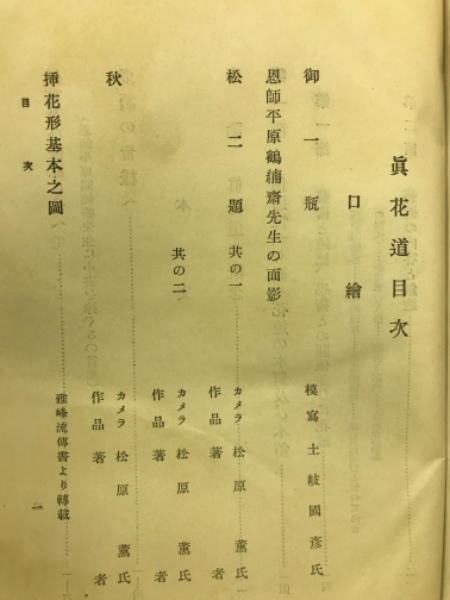 眞花道目次
口繪
御一瓶 模寫 土岐國彦氏
恩師平原鶴繍齋先生の面影
松二題 其の一 カメラ 松原薫氏
作品 著者
其の二 カメラ 松原薫氏
作品 著者
秋 カメラ 松原薫氏
作品 著者
挿花形基本之圖 雅峰流傳書より轉載
目次 一